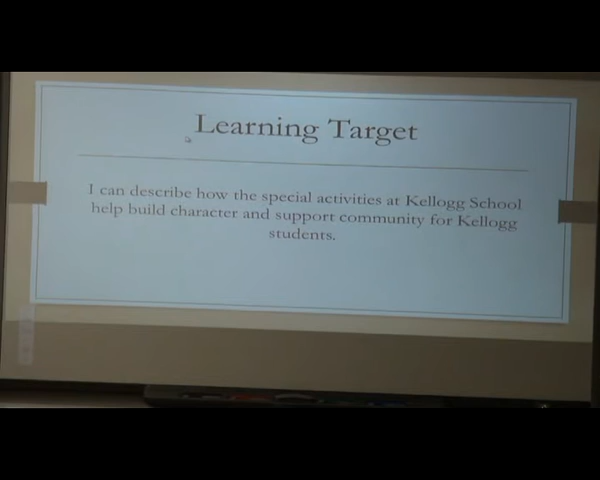 Learning Target
I can describe how the special activities at Kellogg School
help build character and support community for Kellogg
students.